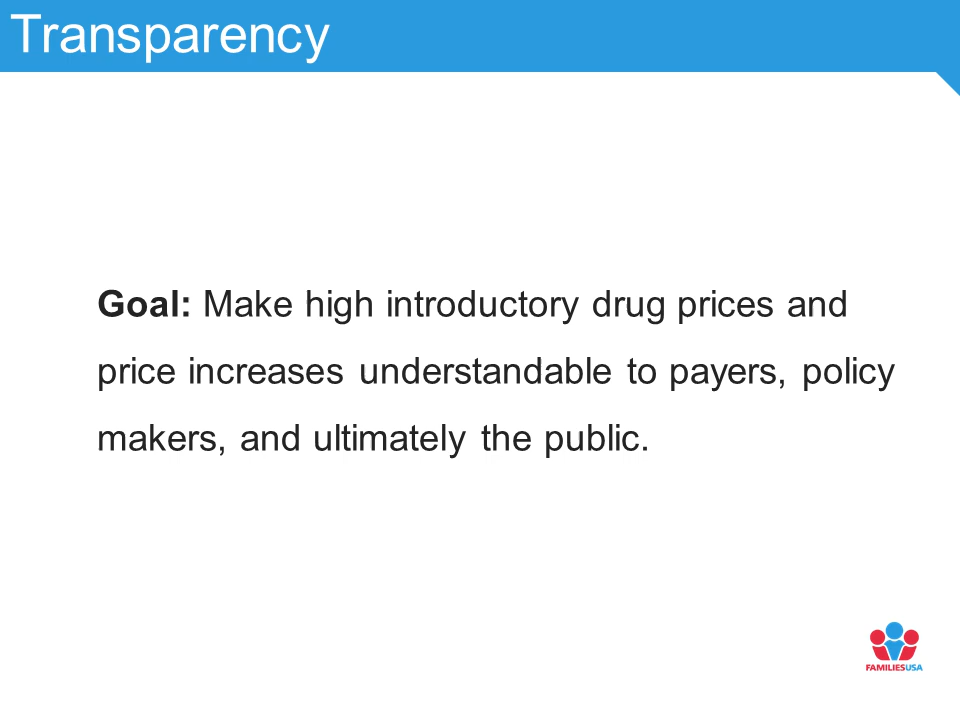 Transparency
Goal: Make high introductory drug prices and
price increases understandable to payers, policy
makers, and ultimately the public.
FAMILIESUSA